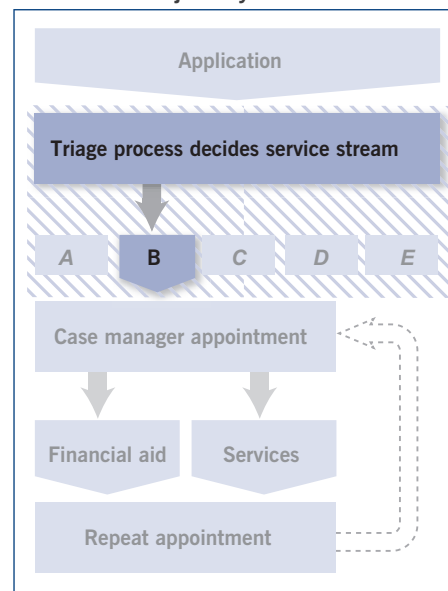 Application
Triage process decides service stream
A B C D E
Case manager appointment
Financial aid Services
Repeat appointment